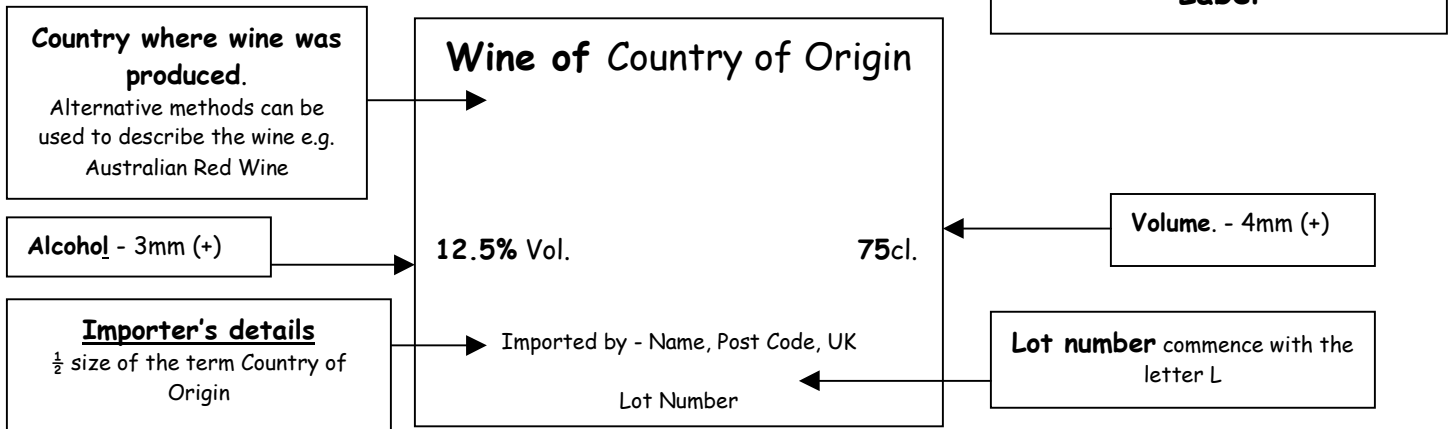 Label
Country where wine was
produced.
Alternative methods can be
used to describe the wine e.g.
Australian Red Wine
Wine of Country of Origin
Alcohol - 3mm (+)
12.5% Vol.
75cl.
Volume. - 4mm (+)
Importer's details
½ size of the term Country of
Origin
Imported by - Name, Post Code, UK
Lot Number
Lot number commence with the
letter L